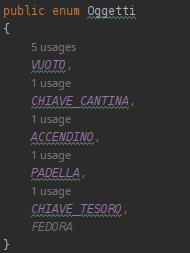 public enum Oggetti
{
5 usages
VUOTO,
1 usage
CHIAVE_CANTINA,
1 usage
ACCENDINO,
1 usage
PADELLA,
1 usage
CHIAVE_TESORO,
FEDORA
}